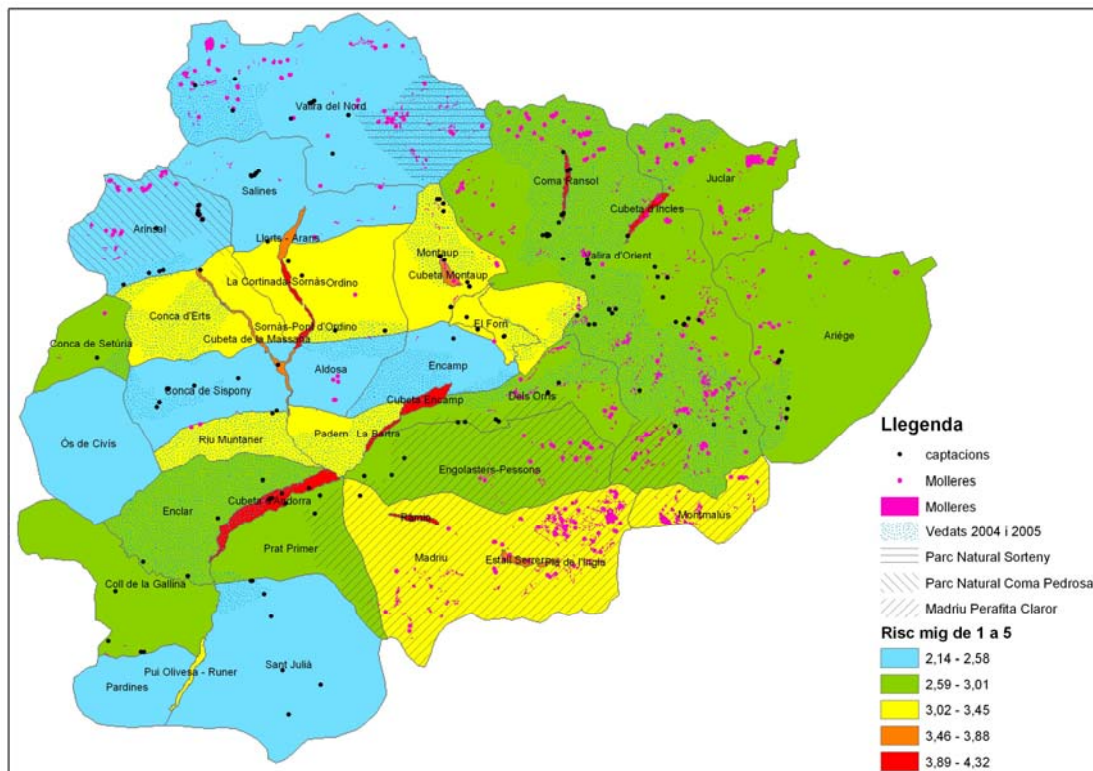 Valira del Nord
Salines
Arinsal
Coma Ransol
Juclar
Cubeta d'Incles
Llorts - Arans
Montaup
Valira d'Orient
La Cortinada-Sornàs
Ordino
Cubeta Montaup
Conca d'Erts
Sornàs-Pont d'Ordino
El Forn
Ariège
Conca de Setúria
Cubeta de la Massana
Aldosa
Encamp
Conca de Sispony
Cubeta Encamp
Dels Orris
Ós de Civís
Riu Muntaner
Padern
La Bartra
Engolasters-Pessons
Enclar
Cubeta d'Andorra
Ràmio
Montmalús
Prat Primer
Madriu
Estall Serrer
Pla de l'Ingla
Coll de la Gallina
Pui Olivesa - Runer
Sant Julià
Pardines
Llegenda
captacions
Molleres
Molleres
Vedats 2004 i 2005
Parc Natural Sorteny
Parc Natural Coma Pedrosa
Madriu Perafita Claror
Risc mig de 1 a 5
2,14 - 2,58
2,59 - 3,01
3,02 - 3,45
3,46 - 3,88
3,89 - 4,32